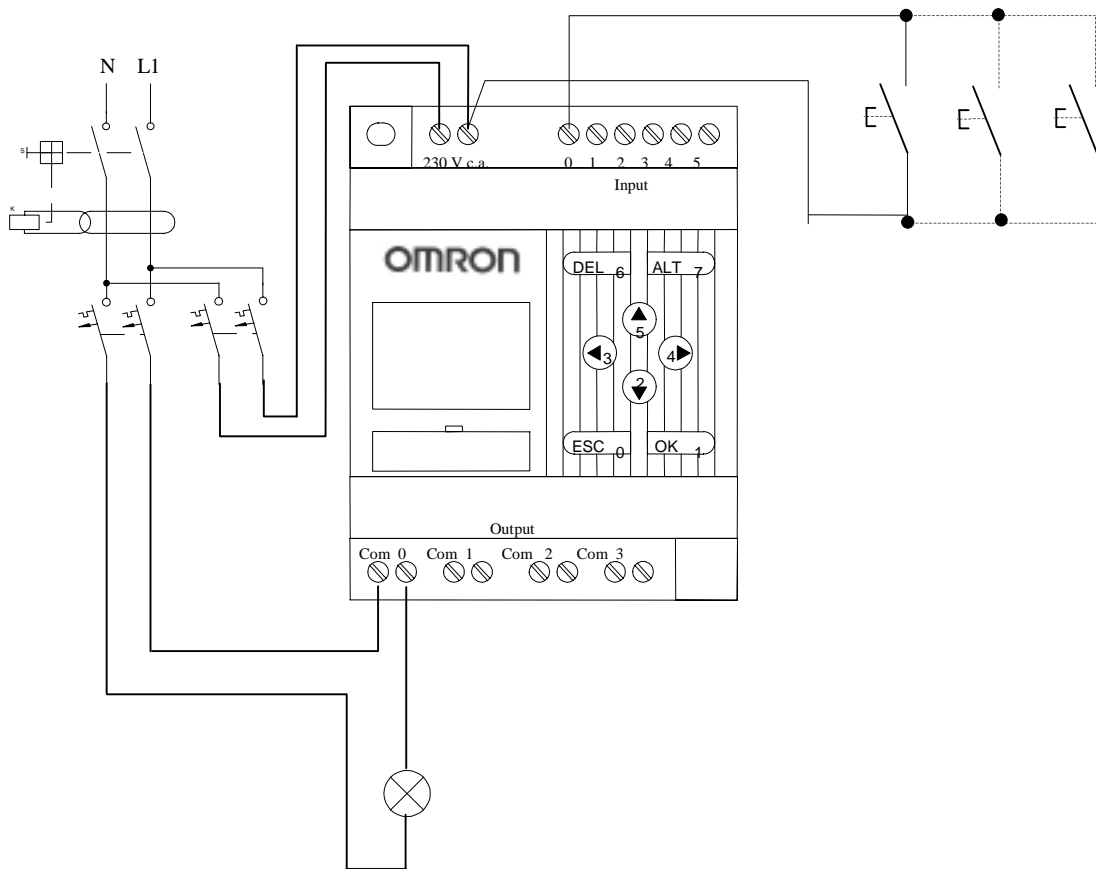 N L1
S
K
230 V c.a.
0 1 2 3 4 5
Input
OMRON
DEL 6 ALT 7
5
3 4
2
ESC 0 OK 1
Output
Com 0 Com 1 Com 2 Com 3